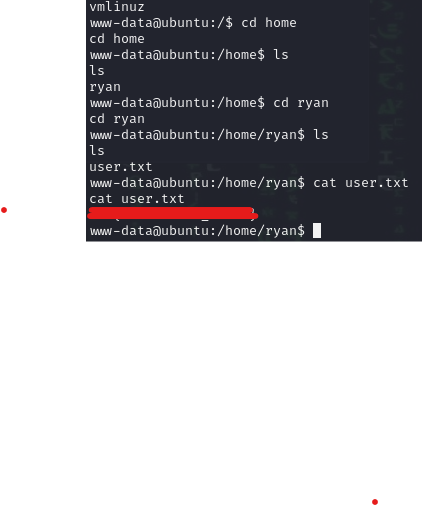 vmlinuz
www-data@ubuntu:/$ cd home
cd home
www-data@ubuntu:/home$ ls
ls
ryan
www-data@ubuntu:/home$ cd ryan
cd ryan
www-data@ubuntu:/home/ryan$ ls
ls
user.txt
www-data@ubuntu:/home/ryan$ cat user.txt
cat user.txt
www-data@ubuntu:/home/ryan$